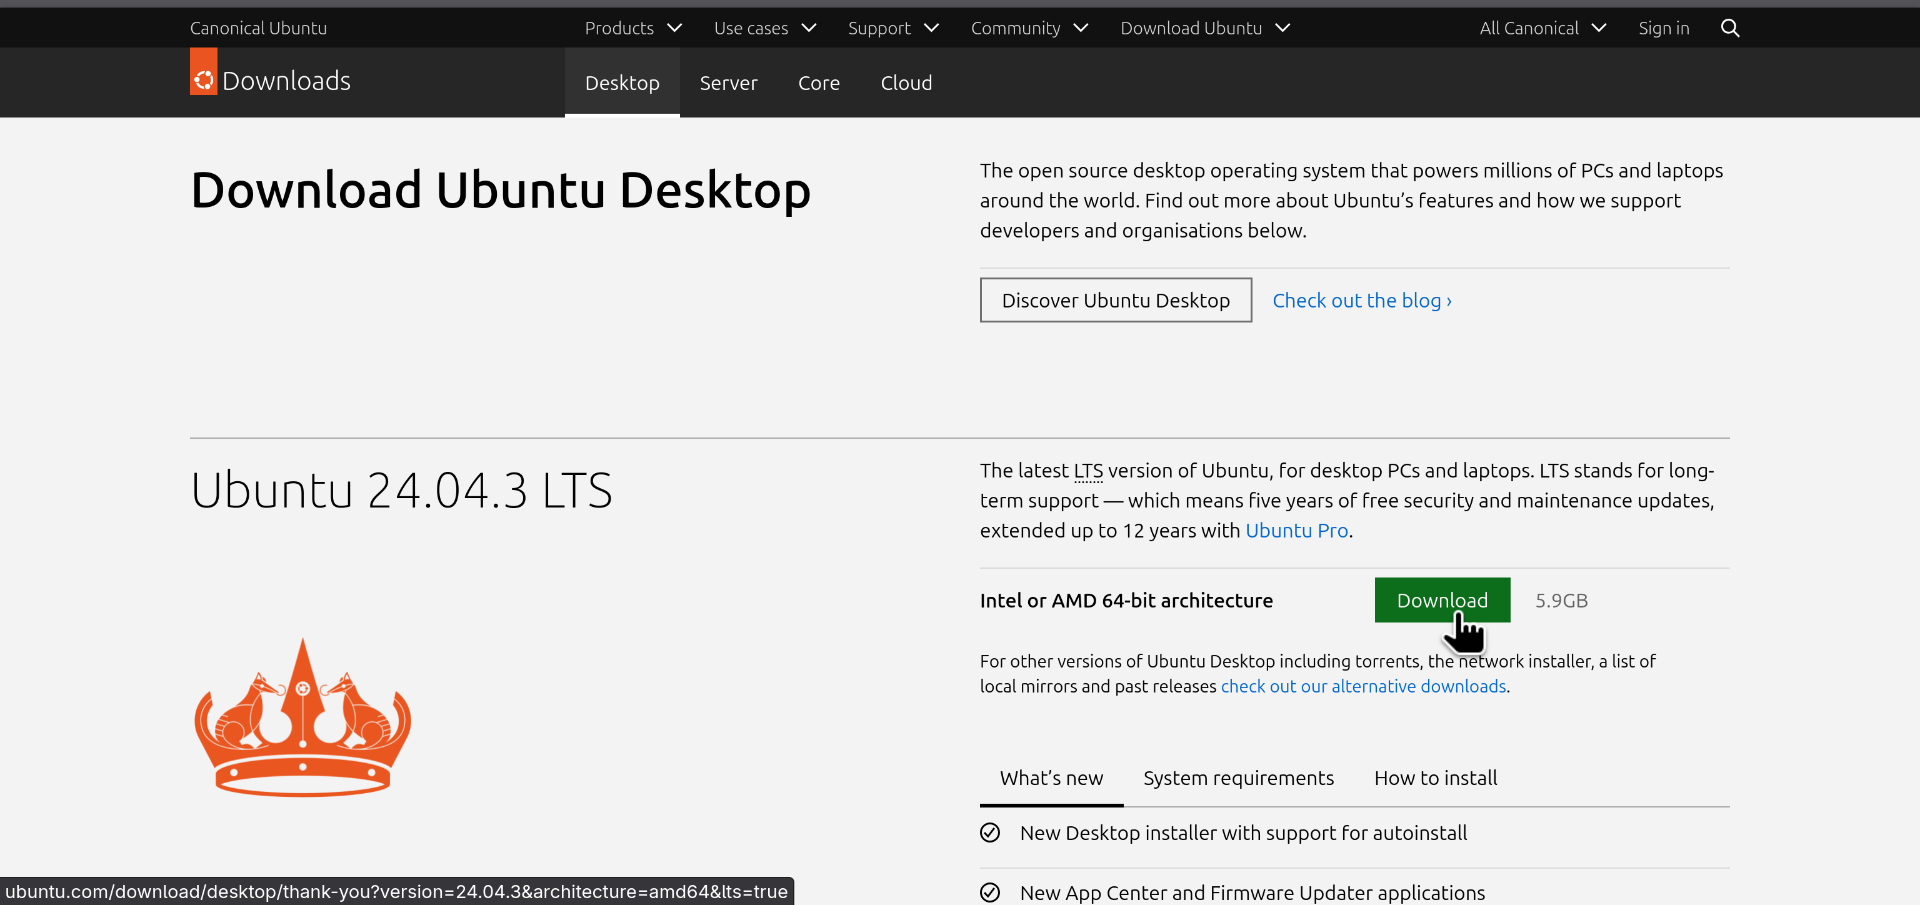 Canonical Ubuntu
Products
Use cases
Support
Community
Download Ubuntu
All Canonical
Sign in
Downloads
Desktop
Server
Core
Cloud
Download Ubuntu Desktop
The open source desktop operating system that powers millions of PCs and laptops
around the world. Find out more about Ubuntu’s features and how we support
developers and organisations below.
Discover Ubuntu Desktop
Check out the blog ›
Ubuntu 24.04.3 LTS
The latest LTS version of Ubuntu, for desktop PCs and laptops. LTS stands for long-
term support — which means five years of free security and maintenance updates,
extended up to 12 years with Ubuntu Pro.
Intel or AMD 64-bit architecture
Download
5.9GB
For other versions of Ubuntu Desktop including torrents, the network installer, a list of
local mirrors and past releases check out our alternative downloads.
What’s new
System requirements
How to install
New Desktop installer with support for autoinstall
New App Center and Firmware Updater applications
ubuntu.com/download/desktop/thank-you?version=24.04.3&architecture=amd64&lts=true